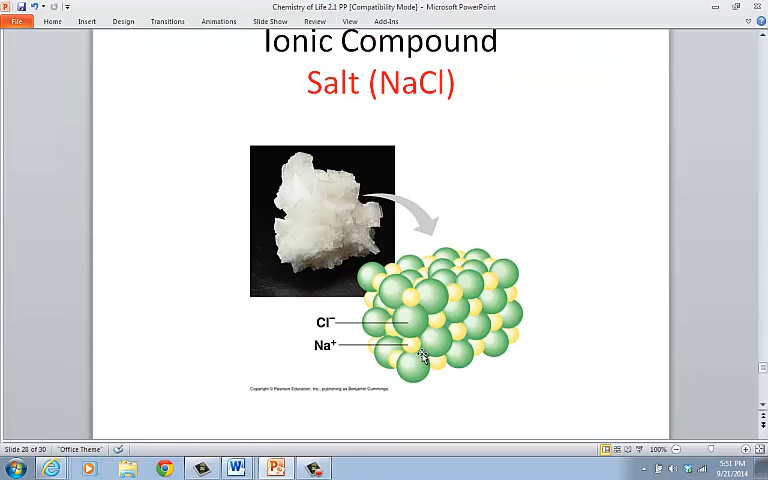 Chemistry of Life 2.1 PP [Compatibility Mode] - Microsoft PowerPoint
File Home Insert Design Transitions Animations Slide Show Review View Add-Ins
Ionic Compound
Salt (NaCl)
Cl⁻
Na⁺
Copyright © Pearson Education, Inc., publishing as Benjamin Cummings
Slide 28 of 30 "Office Theme" 100%
5:51 PM
9/21/2014